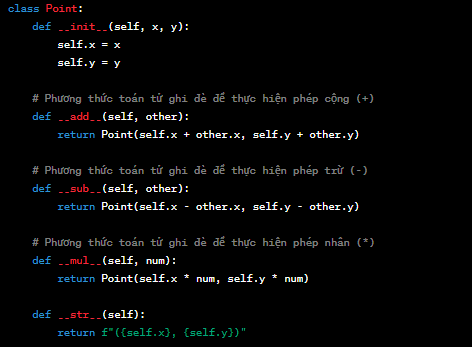 class Point:
    def __init__(self, x, y):
        self.x = x
        self.y = y

    # Phương thức toán tử ghi đè để thực hiện phép cộng (+)
    def __add__(self, other):
        return Point(self.x + other.x, self.y + other.y)

    # Phương thức toán tử ghi đè để thực hiện phép trừ (-)
    def __sub__(self, other):
        return Point(self.x - other.x, self.y - other.y)

    # Phương thức toán tử ghi đè để thực hiện phép nhân (*)
    def __mul__(self, num):
        return Point(self.x * num, self.y * num)

    def __str__(self):
        return f"({self.x}, {self.y})"